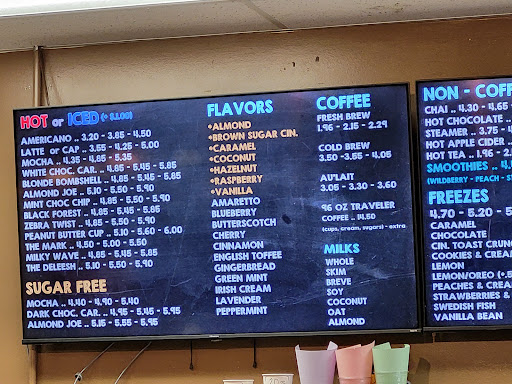 HOT or ICED (+ $1.00)
AMERICANO .. 3.20 - 3.85 - 4.50
LATTE or CAP .. 3.55 - 4.25 - 5.00
MOCHA .. 4.35 - 4.85 - 5.35
WHITE CHOC. CAR. .. 4.85 - 5.45 - 5.85
BLONDE BOMBSHELL .. 4.85 - 5.45 - 5.85
ALMOND JOE .. 5.10 - 5.50 - 5.90
MINT CHOC CHIP .. 4.85 - 5.50 - 5.90
BLACK FOREST .. 4.85 - 5.45 - 5.85
ZEBRA TWIST .. 4.85 - 5.50 - 5.90
PEANUT BUTTER CUP .. 5.10 - 5.60 - 6.00
THE MARK .. 4.50 - 5.00 - 5.50
MILKY WAVE .. 4.85 - 5.45 - 5.85
THE DELEESH .. 5.10 - 5.50 - 5.90
SUGAR FREE
MOCHA .. 4.40 - 4.90 - 5.40
DARK CHOC. CAR. .. 4.95 - 5.45 - 5.95
ALMOND JOE .. 5.15 - 5.55 - 5.95
FLAVORS
*ALMOND
*BROWN SUGAR CIN.
*CARAMEL
*COCONUT
*HAZELNUT
*RASPBERRY
*VANILLA
AMARETTO
BLUEBERRY
BUTTERSCOTCH
CHERRY
CINNAMON
ENGLISH TOFFEE
GINGERBREAD
GREEN MINT
IRISH CREAM
LAVENDER
PEPPERMINT
COFFEE
FRESH BREW
1.96 - 2.15 - 2.29
COLD BREW
3.50 - 3.55 - 4.05
AU'LAIT
3.05 - 3.30 - 3.60
96 OZ TRAVELER
COFFEE .. 14.50
(cups, cream, sugars) - extra
MILKS
WHOLE
SKIM
BREVE
SOY
COCONUT
OAT
ALMOND
NON - COFF
CHAI .. 4.30 - 4.65
HOT CHOCOLATE ..
STEAMER .. 3.75 - 4
HOT APPLE CIDER
HOT TEA .. 1.96 - 2
SMOOTHIES .. 4
(WILDBERRY - PEACH - ST
FREEZES
4.70 - 5.20 - 5
CARAMEL
CHOCOLATE
CIN. TOAST CRUN
COOKIES & CREA
LEMON
LEMON/OREO (+.5
PEACHES & CREA
STRAWBERRIES &
SWEDISH FISH
VANILLA BEAN